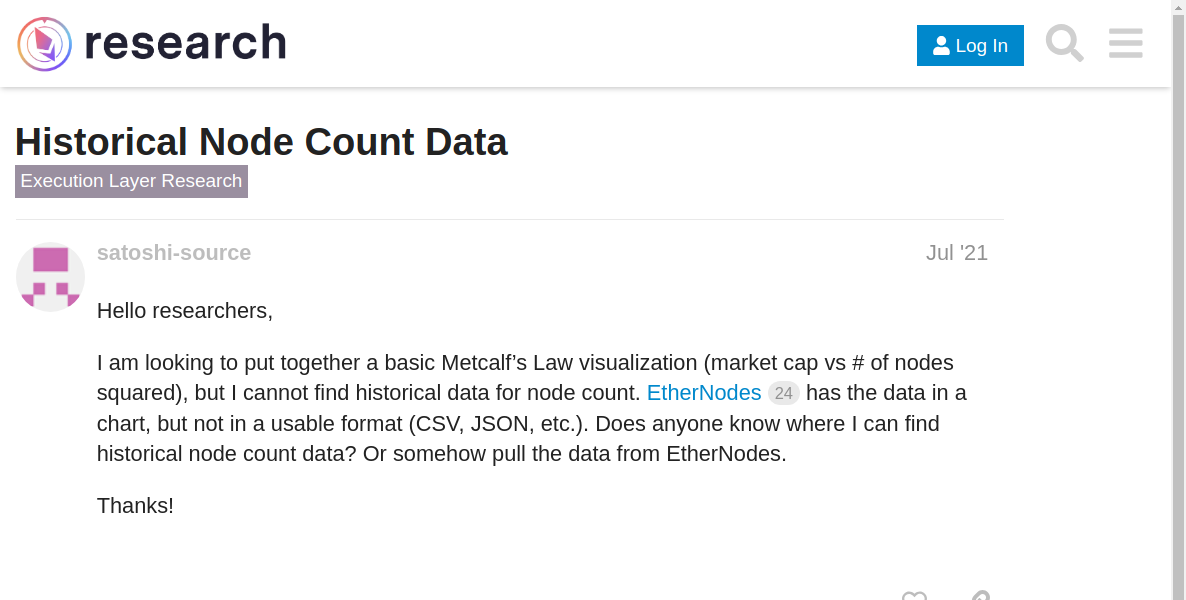 research
Log In
Historical Node Count Data
Execution Layer Research
satoshi-source
Jul '21
Hello researchers,
I am looking to put together a basic Metcalf’s Law visualization (market cap vs # of nodes
squared), but I cannot find historical data for node count. EtherNodes 24 has the data in a
chart, but not in a usable format (CSV, JSON, etc.). Does anyone know where I can find
historical node count data? Or somehow pull the data from EtherNodes.
Thanks!